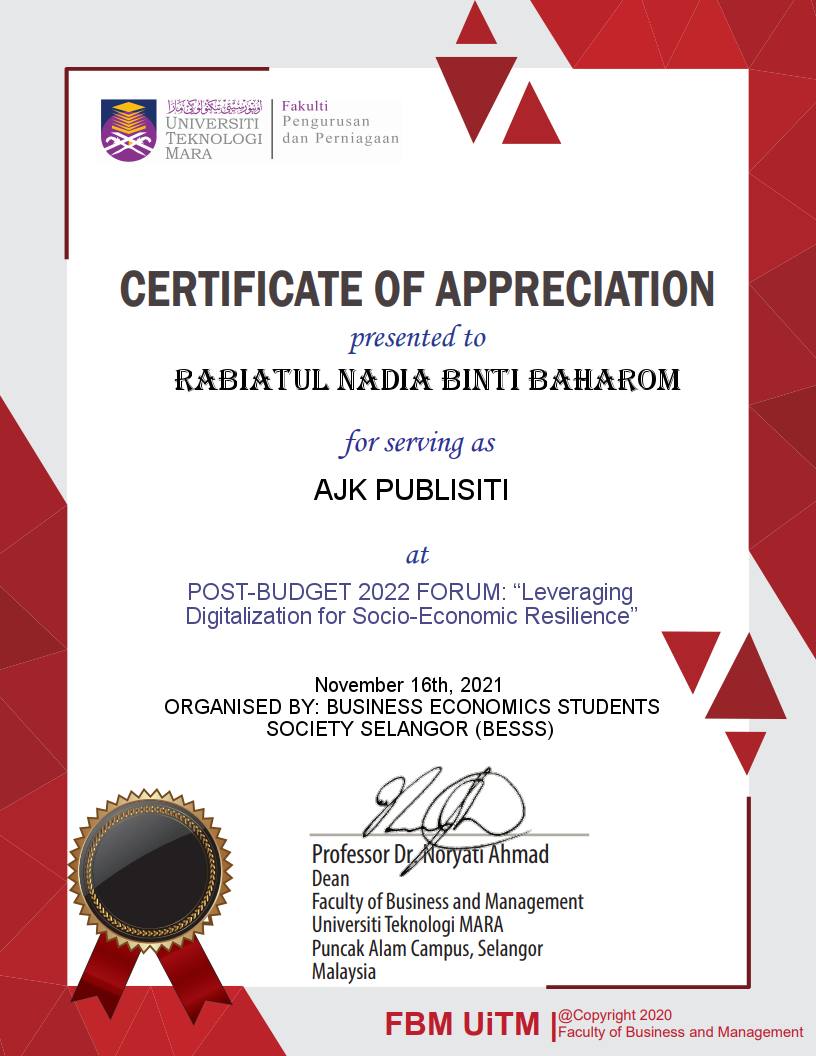 اونيۏرسيتي تيكنولوڬي مارا
UNIVERSITI
TEKNOLOGI
MARA
Fakulti
Pengurusan
dan Perniagaan
CERTIFICATE OF APPRECIATION
presented to
RABIATUL NADIA BINTI BAHAROM
for serving as
AJK PUBLISITI
at
POST-BUDGET 2022 FORUM: “Leveraging
Digitalization for Socio-Economic Resilience”
November 16th, 2021
ORGANISED BY: BUSINESS ECONOMICS STUDENTS
SOCIETY SELANGOR (BESSS)
Professor Dr. Noryati Ahmad
Dean
Faculty of Business and Management
Universiti Teknologi MARA
Puncak Alam Campus, Selangor
Malaysia
FBM UiTM
@Copyright 2020
Faculty of Business and Management